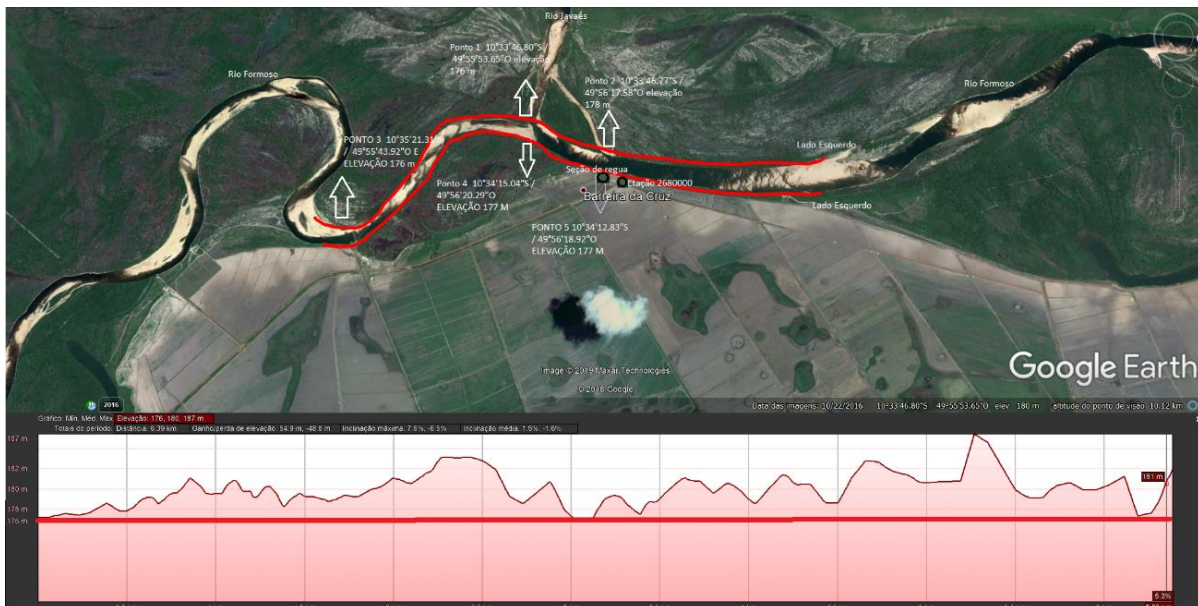 Rio Javaés
Ponto 1 10°33'46.80"S /
49°55'53.65"O elevação
176 m
Rio Formoso
Ponto 2 10°33'46.77"S /
49°56'17.58"O elevação
178 m
Rio Formoso
PONTO 3 10°35'21.31"
/ 49°55'43.92"O E
ELEVAÇÃO 176 m
Lado Esquerdo
Seção de regua
Etação 2680000
Ponto 4 10°34'15.04"S /
49°56'20.29"O
ELEVAÇÃO 177 M
Barreira da Cruz
Lado Esquerdo
PONTO 5 10°34'12.83"S
/ 49°56'18.92"O
ELEVAÇÃO 177 M
Image © 2019 Maxar Technologies
© 2018 Google
Google Earth
2016
Data das imagens: 10/22/2016 10°33'46.80"S 49°55'53.65"O elev 180 m altitude do ponto de visão: 10.12 km
Gráfico: Mín, Méd, Máx Elevação: 176, 180, 187 m
Totais do período: Distância: 6.39 km Ganho/perda de elevação: 54.9 m, -48.8 m Inclinação máxima: 7.8%, -6.5% Inclinação média: 1.5%, -1.6%
187 m
182 m
181 m
180 m
178 m
176 m
6.3%